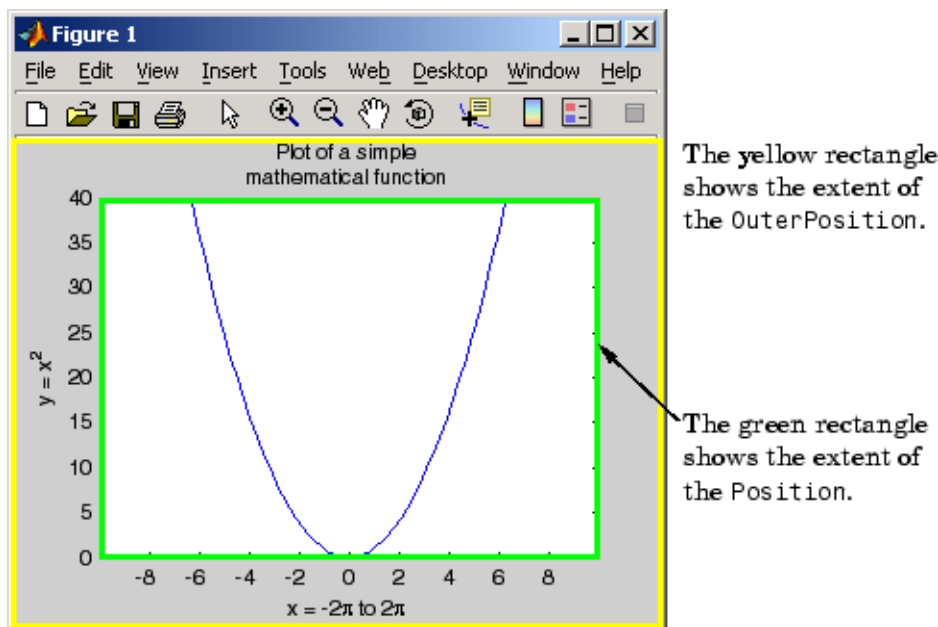 Figure 1
File Edit View Insert Tools Web Desktop Window Help
Plot of a simple
mathematical function
40
35
30
25
20
15
10
5
0
y = x²
-8 -6 -4 -2 0 2 4 6 8
x = -2π to 2π
The yellow rectangle
shows the extent of
the OuterPosition.
The green rectangle
shows the extent of
the Position.